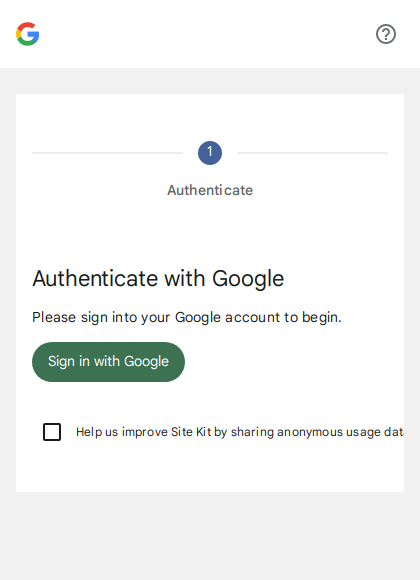 1
Authenticate
Authenticate with Google
Please sign into your Google account to begin.
Sign in with Google
Help us improve Site Kit by sharing anonymous usage dat